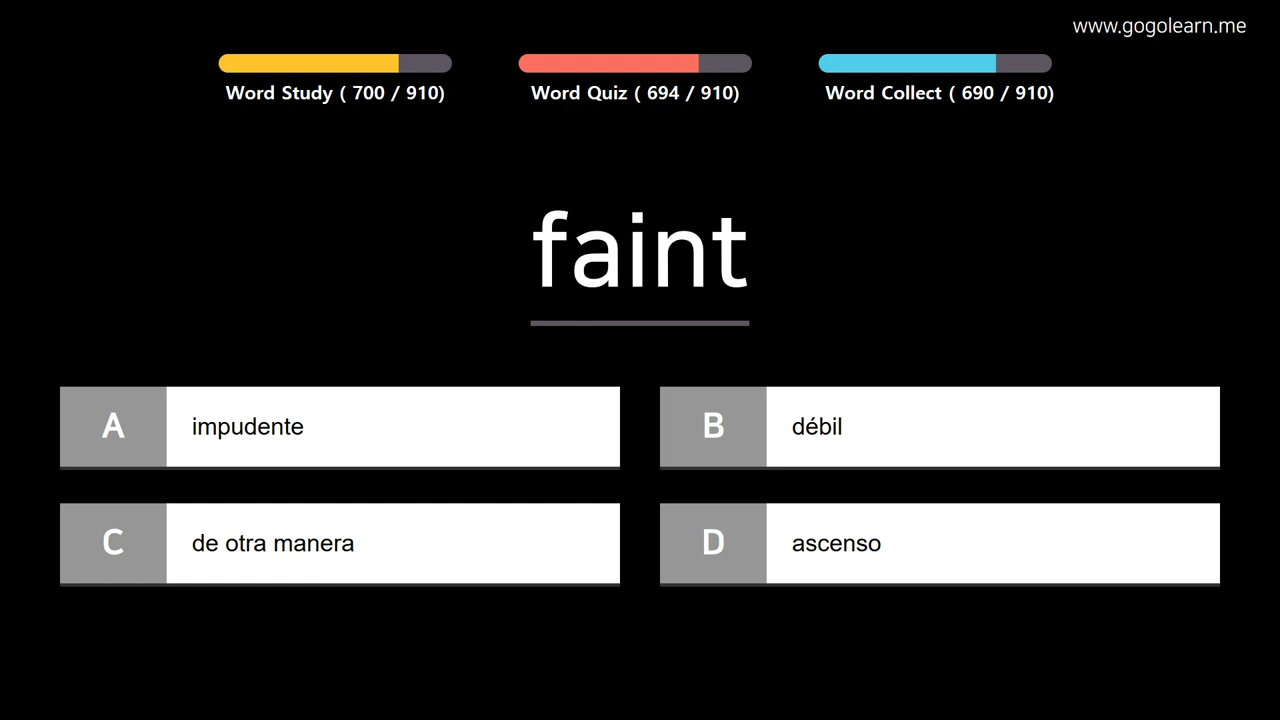 www.gogolearn.me
Word Study ( 700 / 910)
Word Quiz ( 694 / 910)
Word Collect ( 690 / 910)
faint
A impudente
B débil
C de otra manera
D ascenso